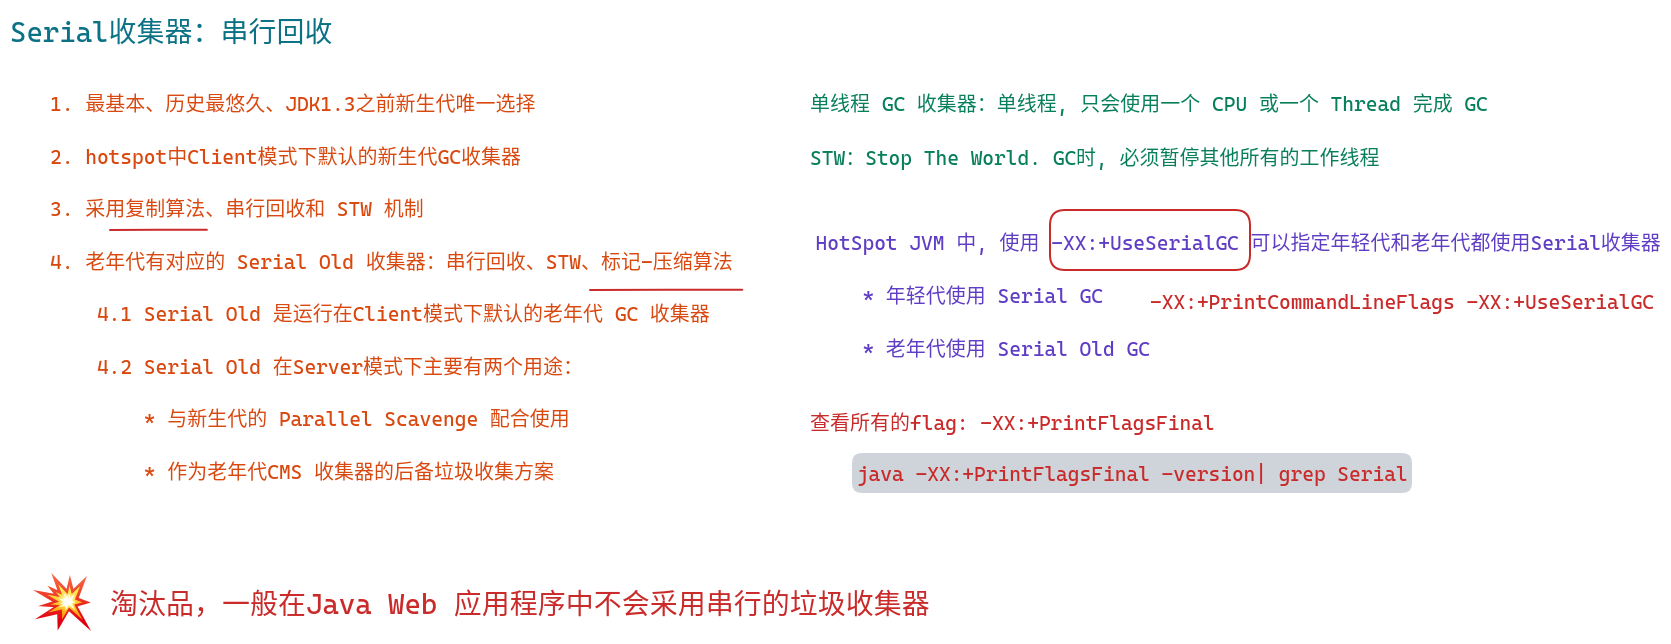 Serial收集器：串行回收
1. 最基本、历史最悠久、JDK1.3之前新生代唯一选择
2. hotspot中Client模式下默认的新生代GC收集器
3. 采用复制算法、串行回收和 STW 机制
4. 老年代有对应的 Serial Old 收集器：串行回收、STW、标记-压缩算法
4.1 Serial Old 是运行在Client模式下默认的老年代 GC 收集器
4.2 Serial Old 在Server模式下主要有两个用途：
* 与新生代的 Parallel Scavenge 配合使用
* 作为老年代CMS 收集器的后备垃圾收集方案
单线程 GC 收集器：单线程, 只会使用一个 CPU 或一个 Thread 完成 GC
STW：Stop The World. GC时, 必须暂停其他所有的工作线程
HotSpot JVM 中, 使用 -XX:+UseSerialGC 可以指定年轻代和老年代都使用Serial收集器
* 年轻代使用 Serial GC
-XX:+PrintCommandLineFlags -XX:+UseSerialGC
* 老年代使用 Serial Old GC
查看所有的flag: -XX:+PrintFlagsFinal
java -XX:+PrintFlagsFinal -version| grep Serial
淘汰品，一般在Java Web 应用程序中不会采用串行的垃圾收集器